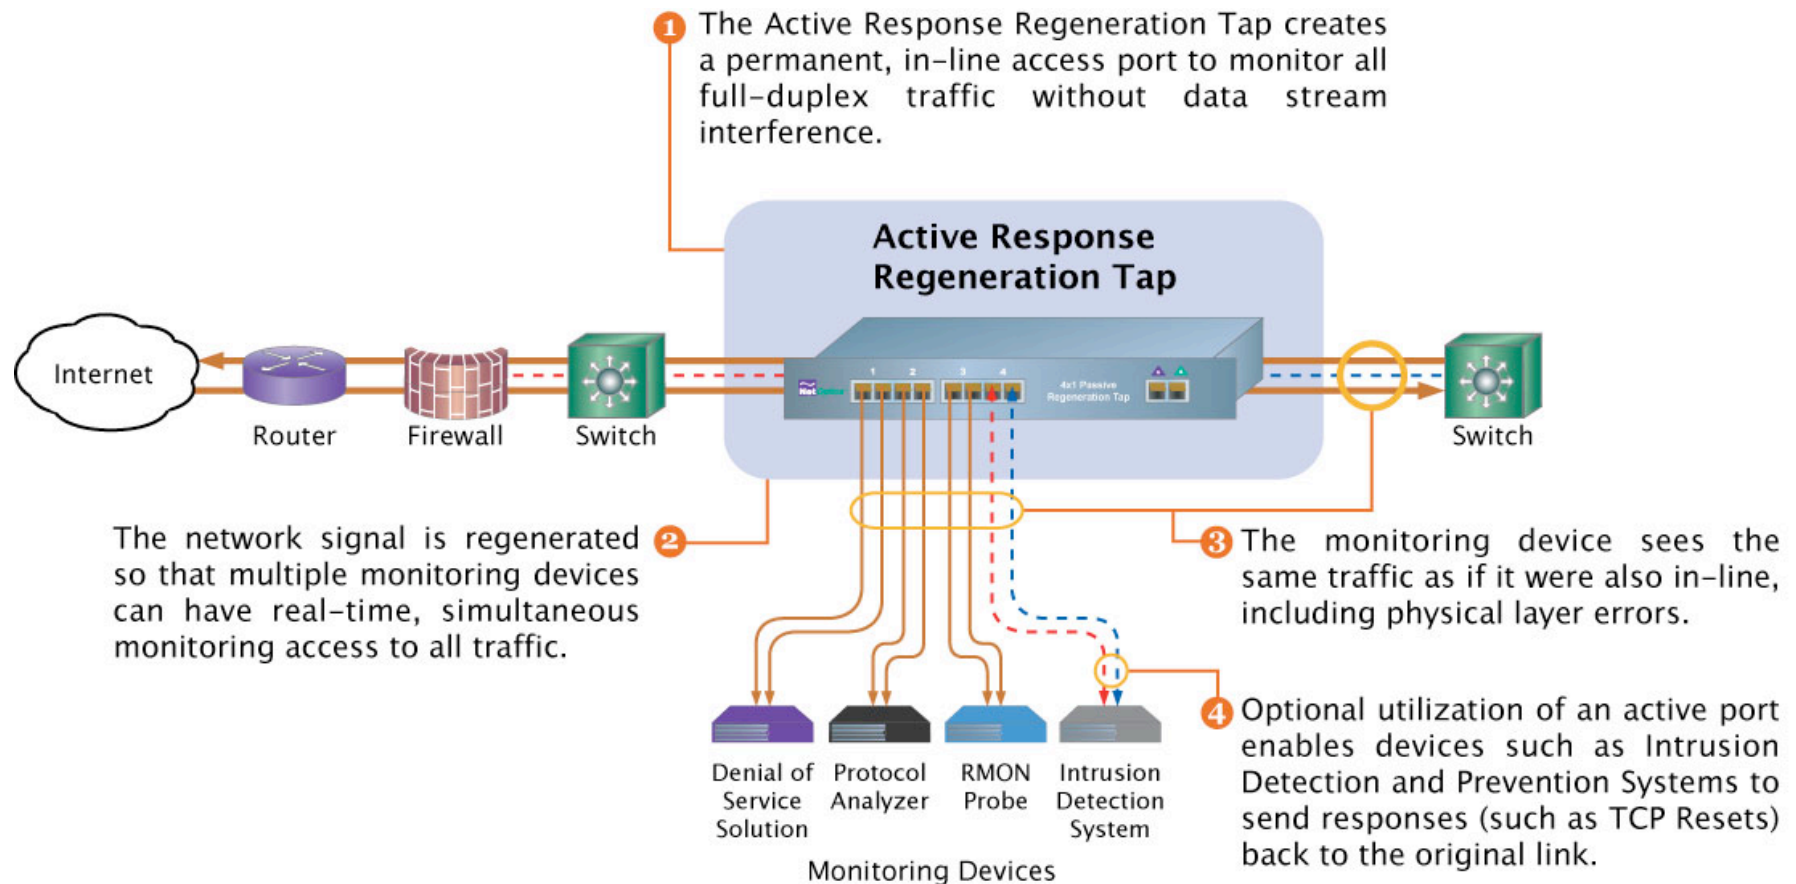 1 The Active Response Regeneration Tap creates
a permanent, in-line access port to monitor all
full-duplex traffic without data stream
interference.
Active Response
Regeneration Tap
Internet
Router
Firewall
Switch
1 2 3 4
4x1 Passive
Regeneration Tap
Switch
2 The network signal is regenerated
so that multiple monitoring devices
can have real-time, simultaneous
monitoring access to all traffic.
3 The monitoring device sees the
same traffic as if it were also in-line,
including physical layer errors.
4 Optional utilization of an active port
enables devices such as Intrusion
Detection and Prevention Systems to
send responses (such as TCP Resets)
back to the original link.
Denial of
Service
Solution
Protocol
Analyzer
RMON
Probe
Intrusion
Detection
System
Monitoring Devices